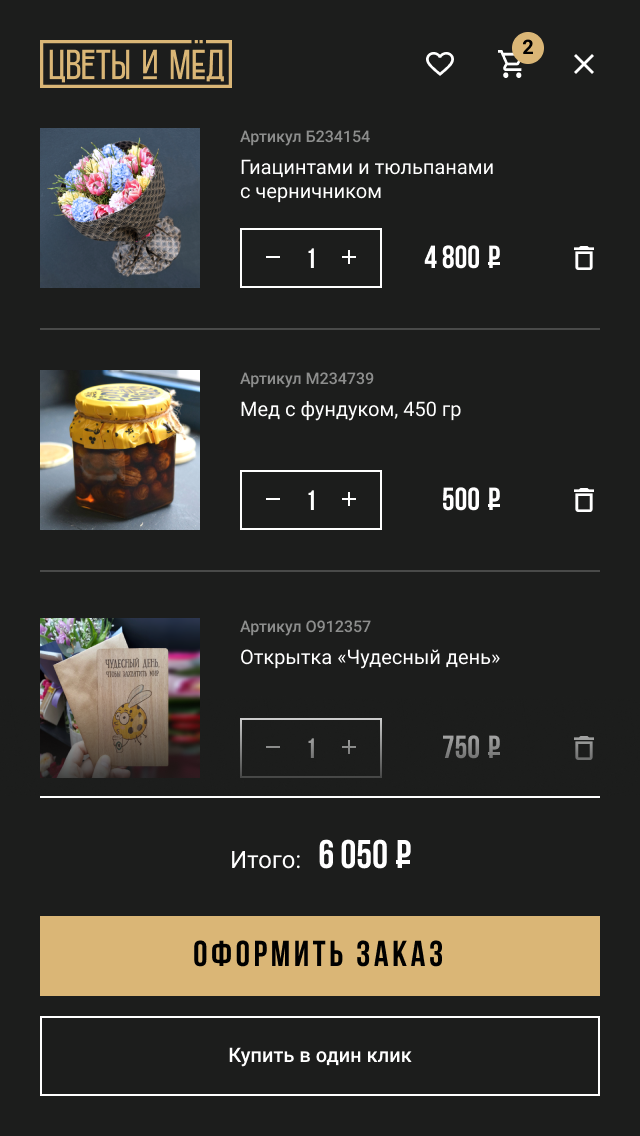 ЦВЕТЫ И МЁД
2
Артикул Б234154
Гиацинтами и тюльпанами
с черничником
− 1 + 4 800 ₽
Артикул М234739
Мед с фундуком, 450 гр
− 1 + 500 ₽
Артикул О912357
Открытка «Чудесный день»
ЧУДЕСНЫЙ ДЕНЬ,
ЧТОБЫ ЗАХВАТИТЬ МИР
− 1 + 750 ₽
Итого: 6 050 ₽
ОФОРМИТЬ ЗАКАЗ
Купить в один клик